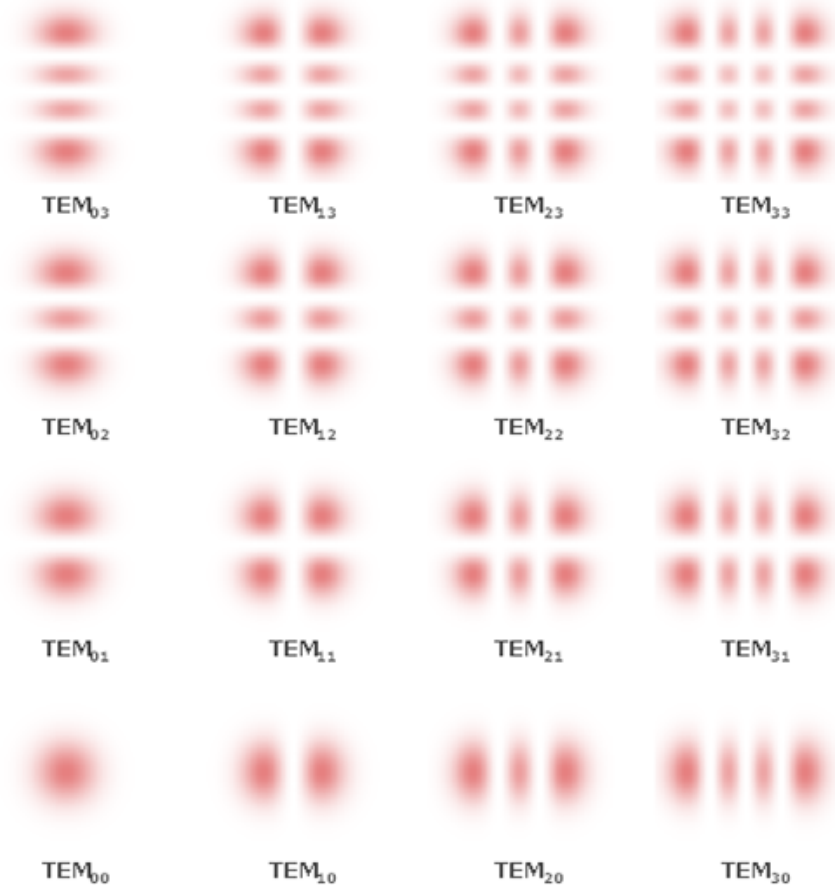 TEM₀₃ TEM₁₃ TEM₂₃ TEM₃₃
TEM₀₂ TEM₁₂ TEM₂₂ TEM₃₂
TEM₀₁ TEM₁₁ TEM₂₁ TEM₃₁
TEM₀₀ TEM₁₀ TEM₂₀ TEM₃₀